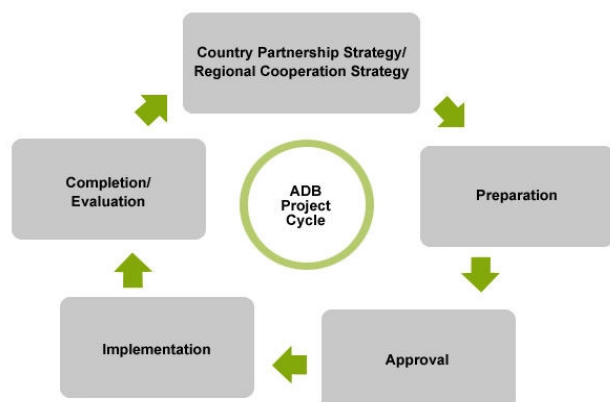 Country Partnership Strategy/
Regional Cooperation Strategy
Completion/
Evaluation
ADB
Project
Cycle
Preparation
Implementation
Approval